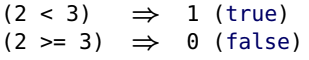 (2 < 3) ⇒ 1 (true)
(2 >= 3) ⇒ 0 (false)